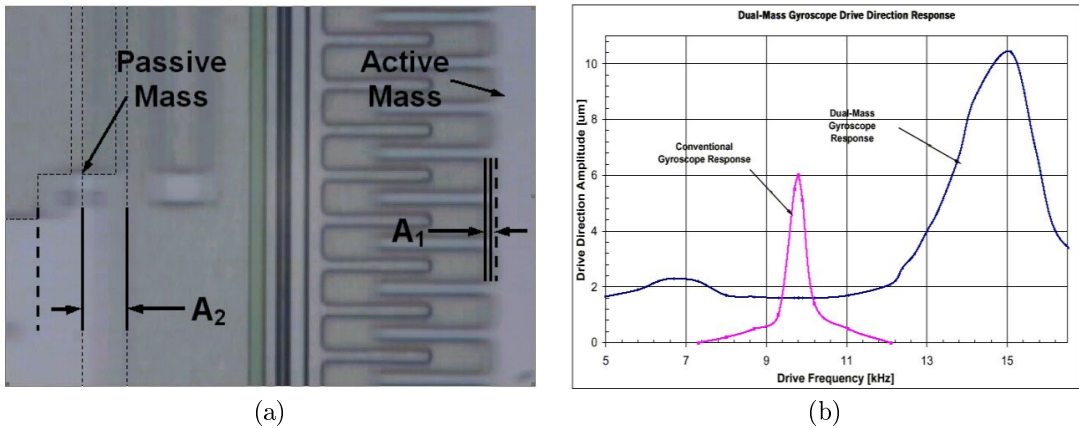 Passive
Mass
Active
Mass
A1
A2
(a)
Dual-Mass Gyroscope Drive Direction Response
Drive Direction Amplitude [um]
10
8
6
4
2
0
Conventional
Gyroscope Response
Dual-Mass
Gyroscope
Response
5 7 9 11 13 15
Drive Frequency [kHz]
(b)